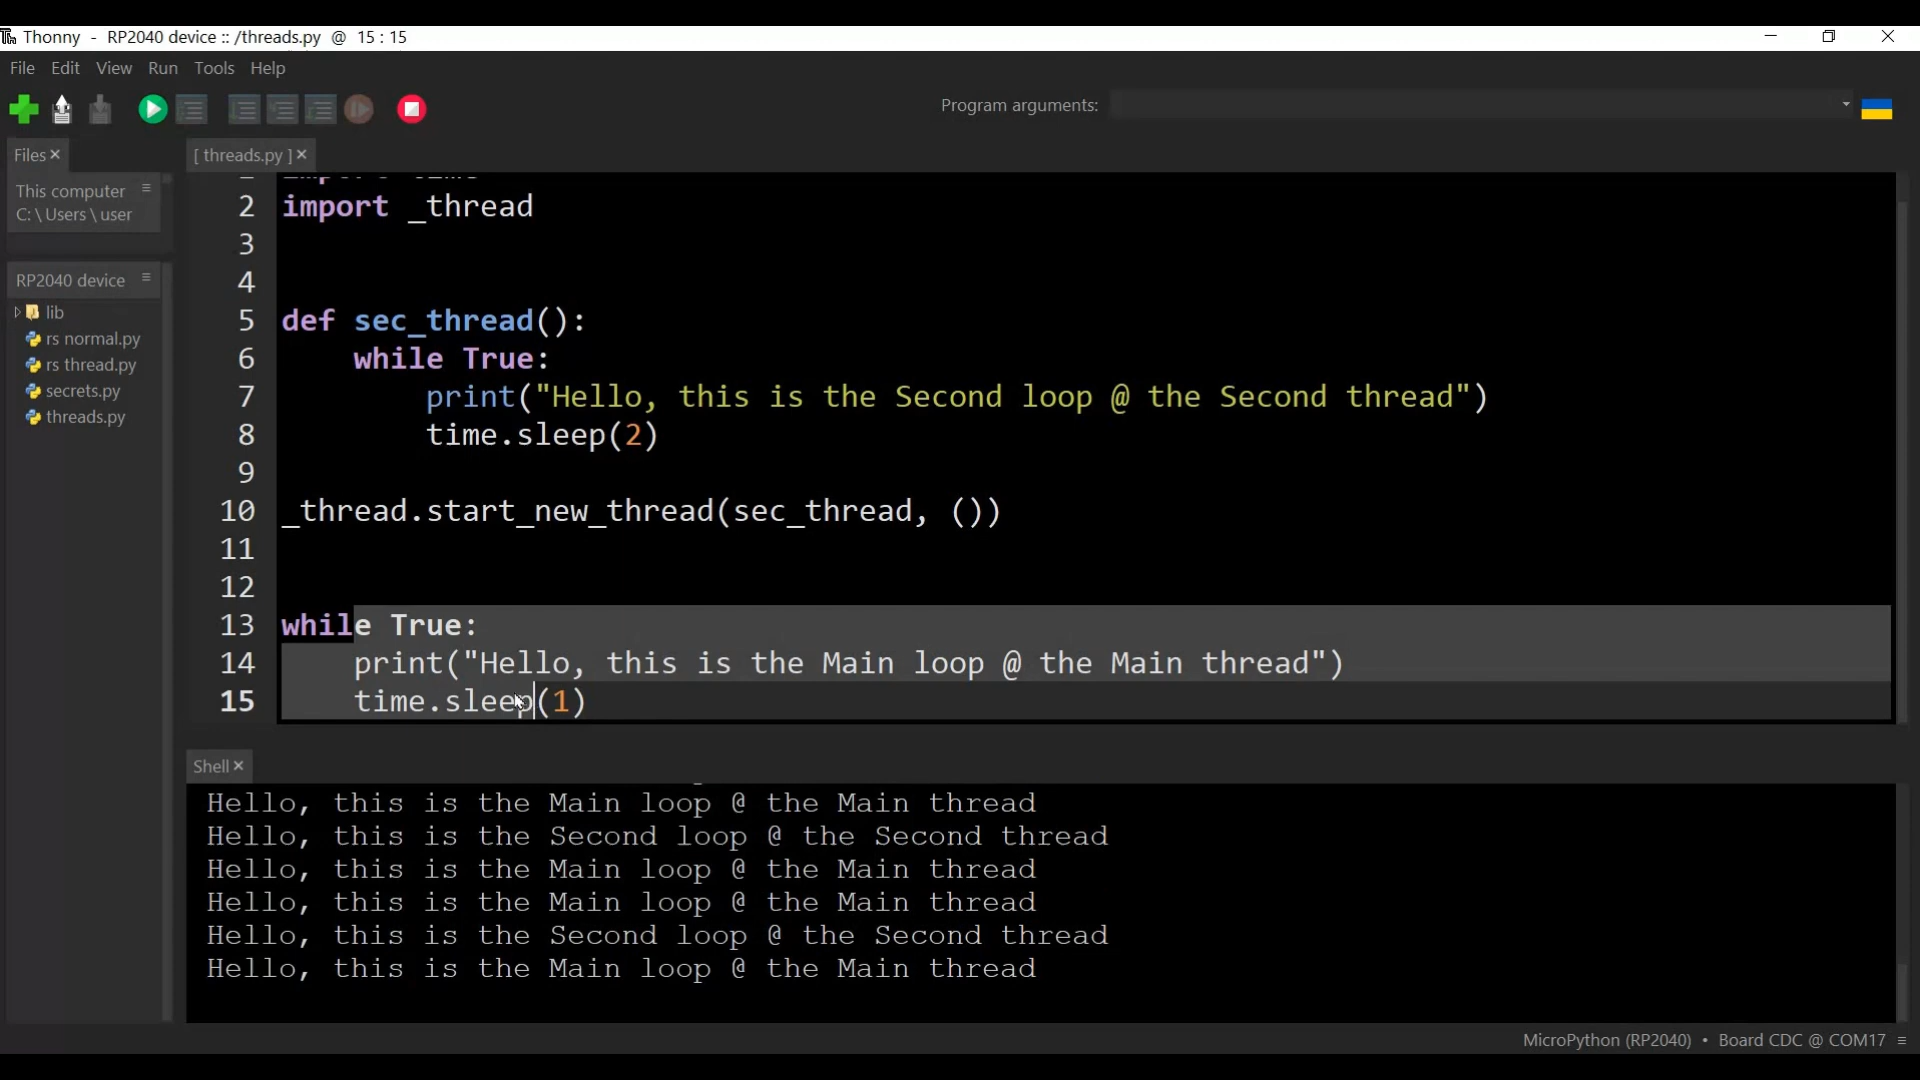 Thonny - RP2040 device :: /threads.py @ 15 : 15
File Edit View Run Tools Help
Program arguments:
Files
[ threads.py ]
This computer
C: \ Users \ user
RP2040 device
lib
rs normal.py
rs thread.py
secrets.py
threads.py
2 import _thread
3
4
5 def sec_thread():
6 while True:
7 print("Hello, this is the Second loop @ the Second thread")
8 time.sleep(2)
9
10 _thread.start_new_thread(sec_thread, ())
11
12
13 while True:
14 print("Hello, this is the Main loop @ the Main thread")
15 time.sleep(1)
Shell
Hello, this is the Main loop @ the Main thread
Hello, this is the Second loop @ the Second thread
Hello, this is the Main loop @ the Main thread
Hello, this is the Main loop @ the Main thread
Hello, this is the Second loop @ the Second thread
Hello, this is the Main loop @ the Main thread
MicroPython (RP2040) • Board CDC @ COM17